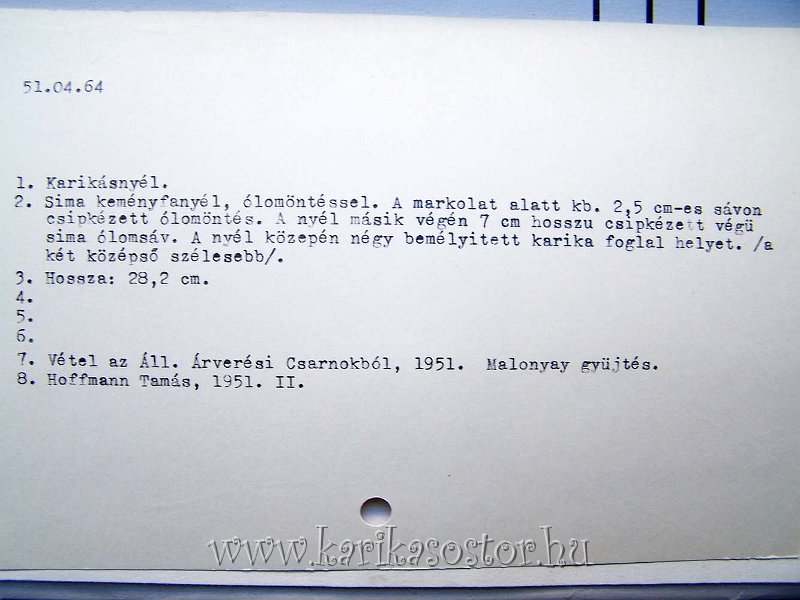 51.04.64
1. Karikásnyél.
2. Sima keményfanyél, ólomöntéssel. A markolat alatt kb. 2,5 cm-es sávon
csipkézett ólomöntés. A nyél másik végén 7 cm hosszu csipkézett végü
sima ólomsáv. A nyél közepén négy bemélyitett karika foglal helyet. /a
két középső szélesebb/.
3. Hossza: 28,2 cm.
4.
5.
6.
7. Vétel az Áll. Árverési Csarnokból, 1951. Malonyay gyüjtés.
8. Hoffmann Tamás, 1951. II.
www.karikasostor.hu